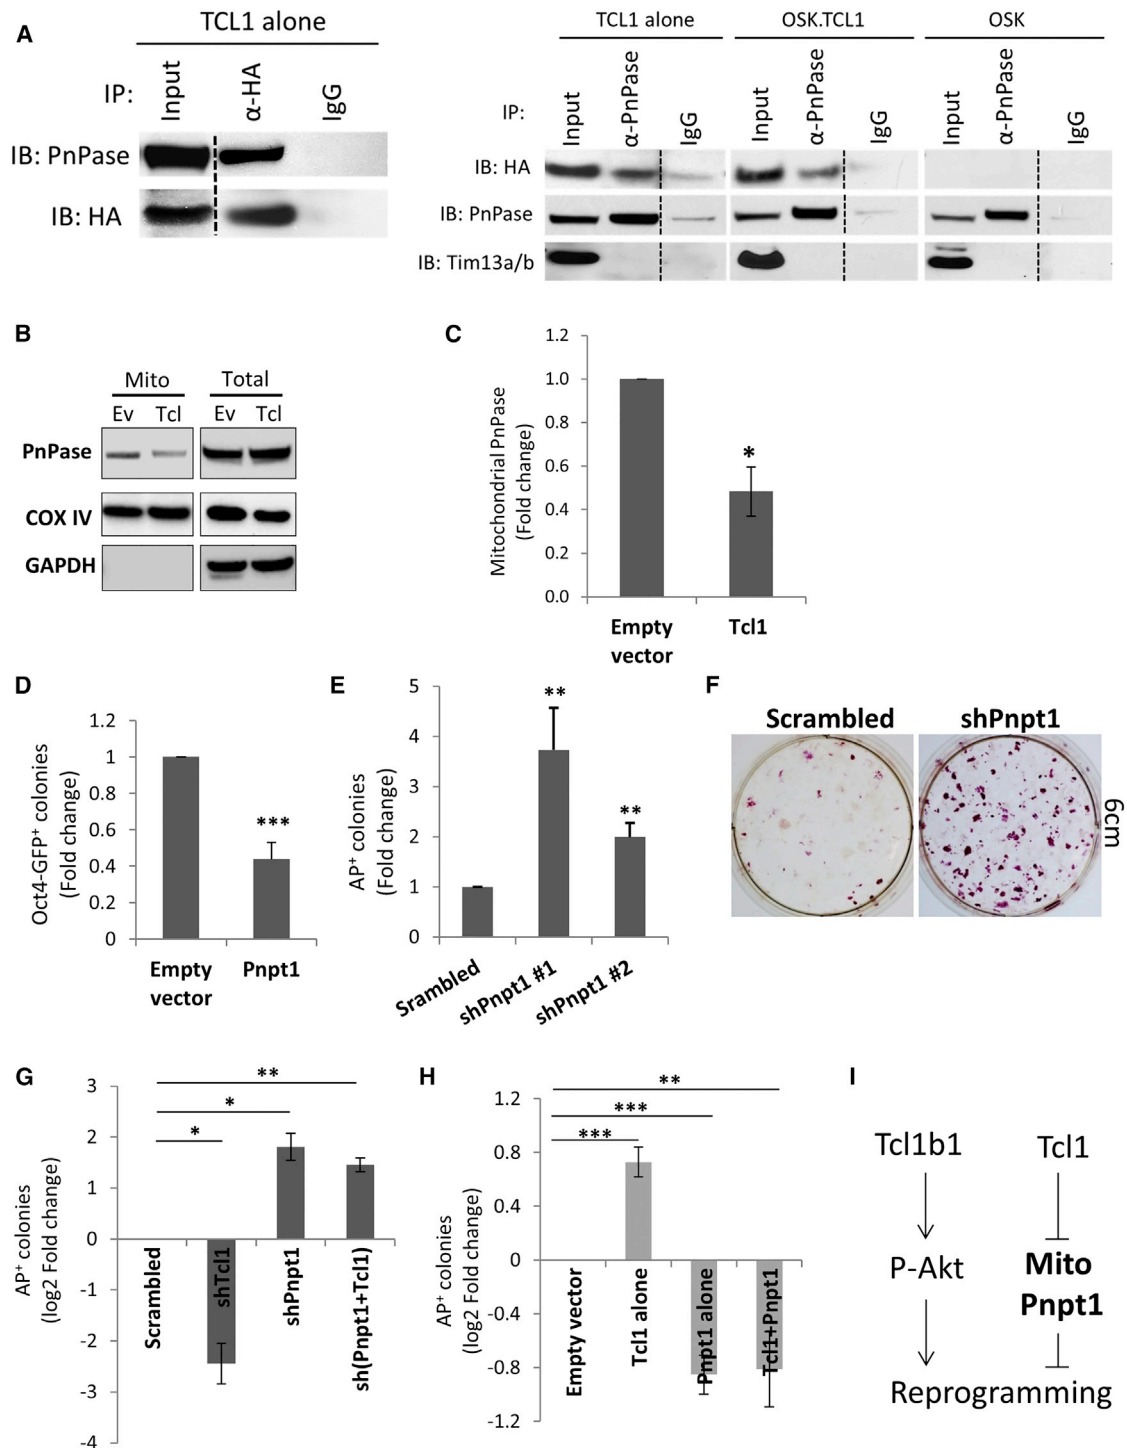 A
TCL1 alone
IP:
Input
α-HA
IgG
IB: PnPase
IB: HA
TCL1 alone
OSK.TCL1
OSK
IP:
Input
α-PnPase
IgG
Input
α-PnPase
IgG
Input
α-PnPase
IgG
IB: HA
IB: PnPase
IB: Tim13a/b
B
Mito
Total
Ev
Tcl
Ev
Tcl
PnPase
COX IV
GAPDH
C
Mitochondrial PnPase
(Fold change)
1.2
1.0
0.8
0.6
0.4
0.2
0.0
*
Empty
vector
Tcl1
D
Oct4-GFP+ colonies
(Fold change)
1.2
1
0.8
0.6
0.4
0.2
0
***
Empty
vector
Pnpt1
E
AP+ colonies
(Fold change)
5
4
3
2
1
0
**
**
Srambled
shPnpt1 #1
shPnpt1 #2
F
Scrambled
shPnpt1
6cm
G
AP+ colonies
(log2 Fold change)
3
2
1
0
-1
-2
-3
-4
**
*
*
Scrambled
shTcl1
shPnpt1
sh(Pnpt1+Tcl1)
H
AP+ colonies
(log2 Fold change)
1.2
0.8
0.4
0
-0.4
-0.8
-1.2
**
***
***
Empty vector
Tcl1 alone
Pnpt1 alone
Tcl1+Pnpt1
I
Tcl1b1
Tcl1
P-Akt
Mito
Pnpt1
Reprogramming